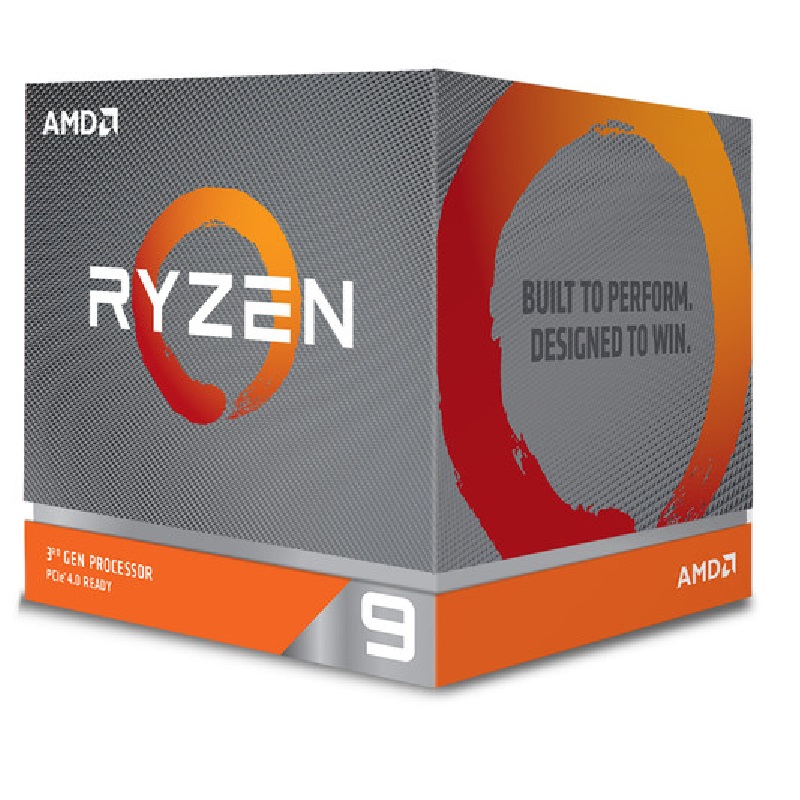 AMD
RYZEN
3RD GEN PROCESSOR
PCIe® 4.0 READY
9
BUILT TO PERFORM.
DESIGNED TO WIN.
AMD